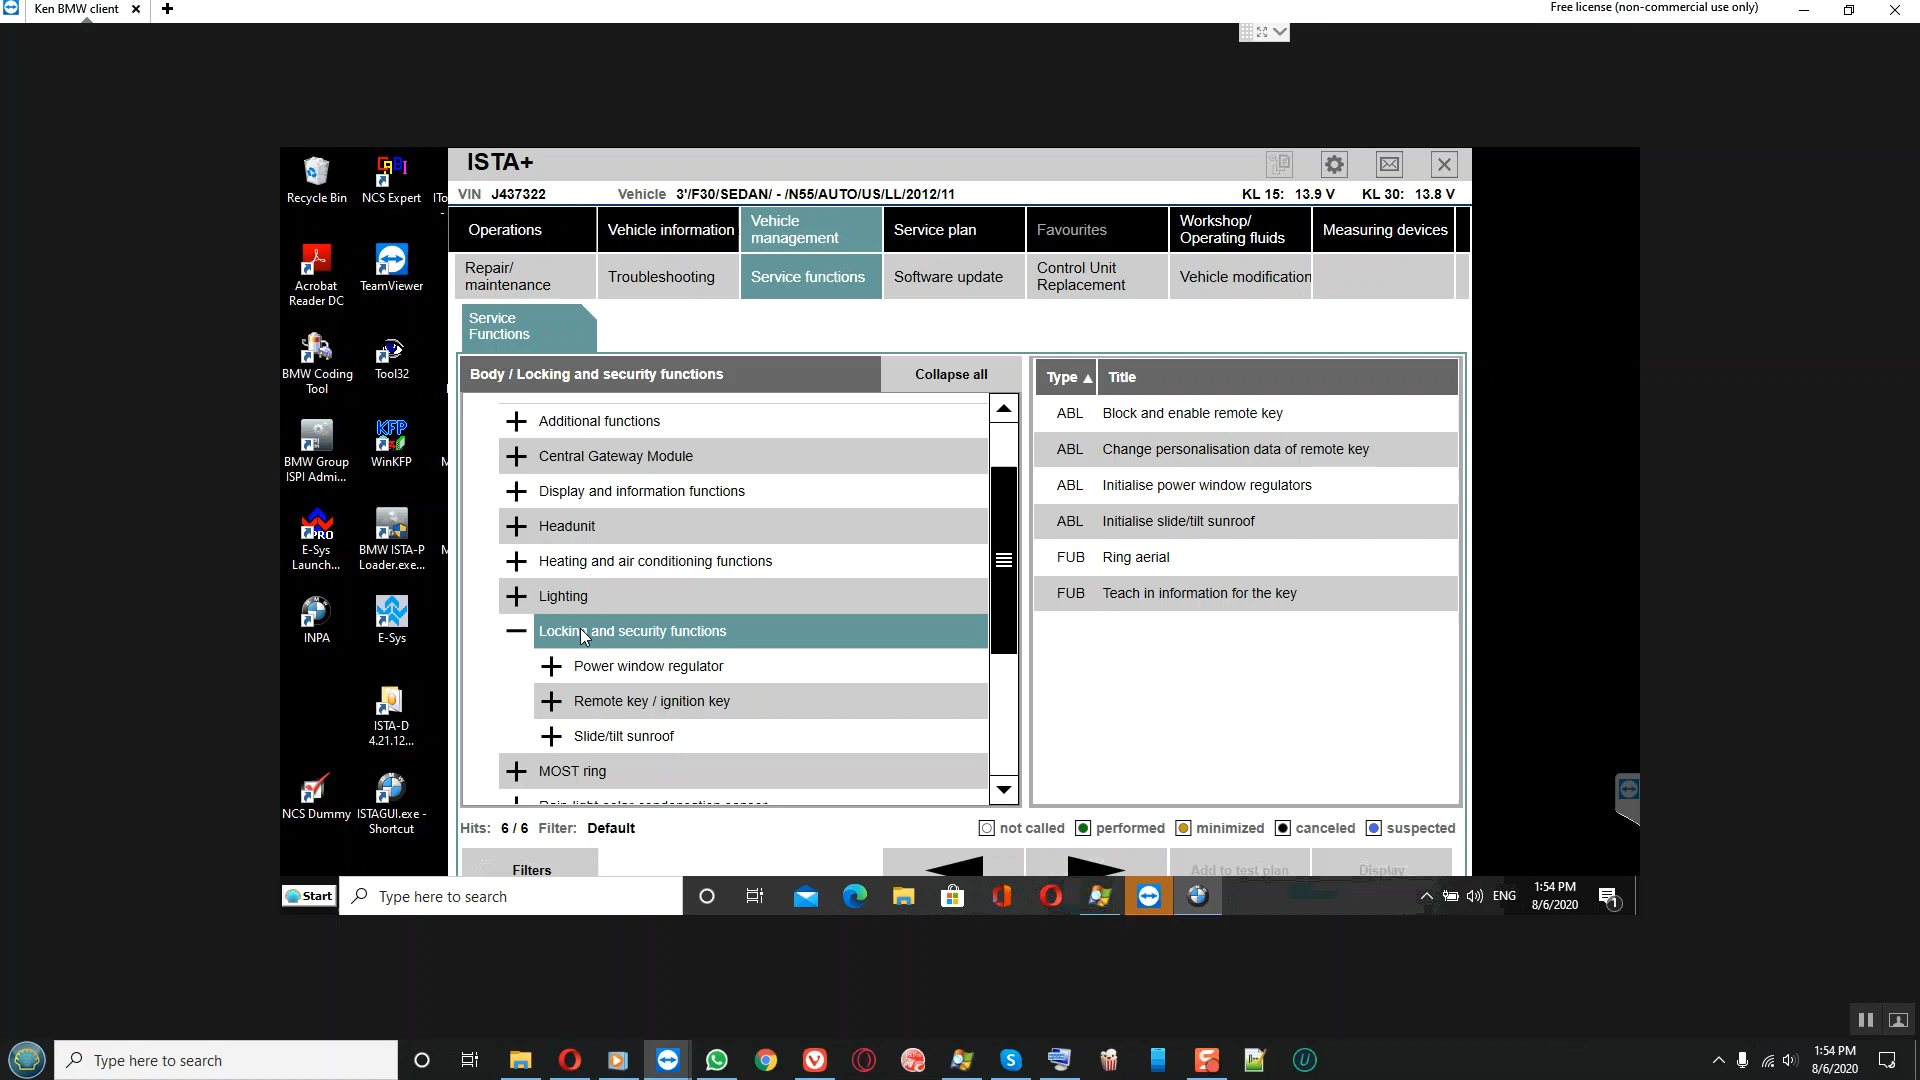 Ken BMW client
Free license (non-commercial use only)
Recycle Bin
NCS Expert
Acrobat
Reader DC
TeamViewer
BMW Coding
Tool
Tool32
BMW Group
ISPI Admi...
KFP
WinKFP
PRO
E-Sys
Launch...
BMW ISTA-P
Loader.exe...
INPA
E-Sys
ISTA-D
4.21.12...
NCS Dummy
ISTAGUI.exe -
Shortcut
ISTA+
VIN J437322 Vehicle 3'/F30/SEDAN/ - /N55/AUTO/US/LL/2012/11 KL 15: 13.9 V KL 30: 13.8 V
Operations
Vehicle information
Vehicle
management
Service plan
Favourites
Workshop/
Operating fluids
Measuring devices
Repair/
maintenance
Troubleshooting
Service functions
Software update
Control Unit
Replacement
Vehicle modification
Service
Functions
Body / Locking and security functions
Collapse all
Additional functions
Central Gateway Module
Display and information functions
Headunit
Heating and air conditioning functions
Lighting
Locking and security functions
Power window regulator
Remote key / ignition key
Slide/tilt sunroof
MOST ring
Type Title
ABL Block and enable remote key
ABL Change personalisation data of remote key
ABL Initialise power window regulators
ABL Initialise slide/tilt sunroof
FUB Ring aerial
FUB Teach in information for the key
Hits: 6 / 6 Filter: Default
not called performed minimized canceled suspected
Filters
Add to test plan
Display
Start
Type here to search
ENG
1:54 PM
8/6/2020
1
Type here to search
1:54 PM
8/6/2020